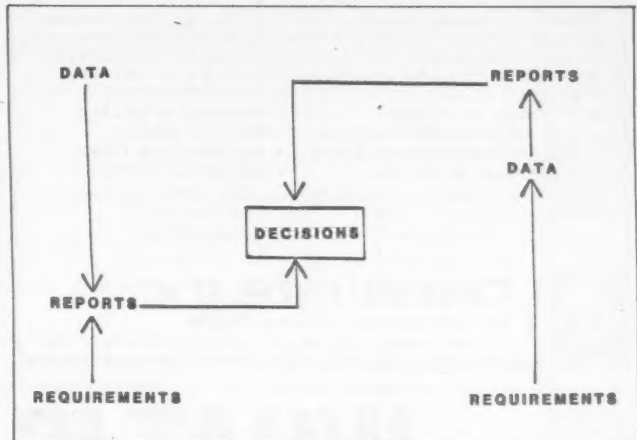 DATA
REPORTS
DATA
DECISIONS
REPORTS
REQUIREMENTS
REQUIREMENTS